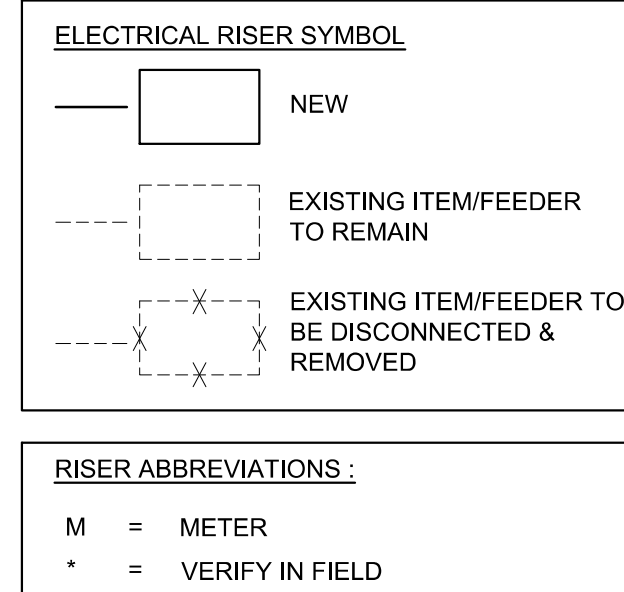 ELECTRICAL RISER SYMBOL
NEW
EXISTING ITEM/FEEDER
TO REMAIN
EXISTING ITEM/FEEDER TO
BE DISCONNECTED &
REMOVED
RISER ABBREVIATIONS :
M = METER
* = VERIFY IN FIELD